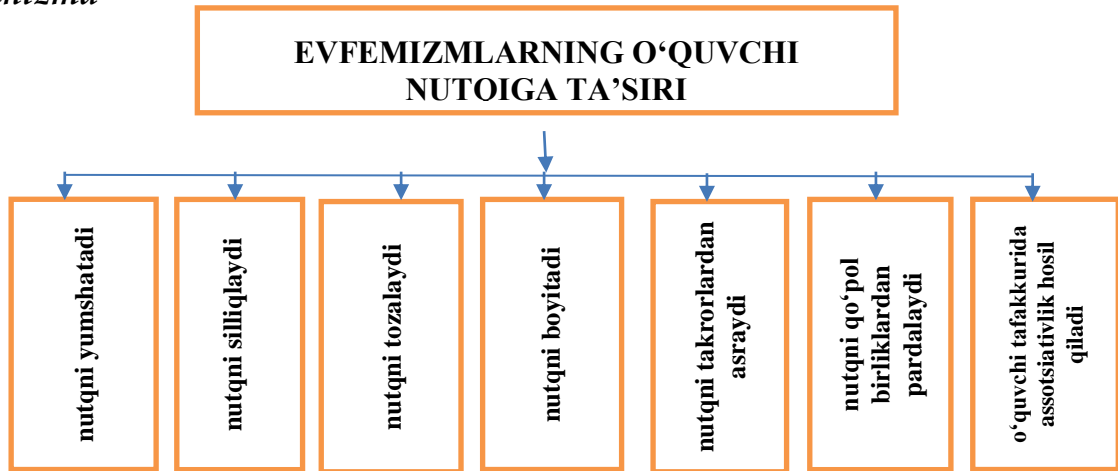 EVFEMIZMLARNING O‘QUVCHI
NUTQIGA TA’SIRI
nutqni yumshatadi
nutqni silliqlaydi
nutqni tozalaydi
nutqni boyitadi
nutqni takrorlardan
asraydi
nutqni qo‘pol
birliklardan
pardalaydi
o‘quvchi tafakkurida
assotsiativlik hosil
qiladi